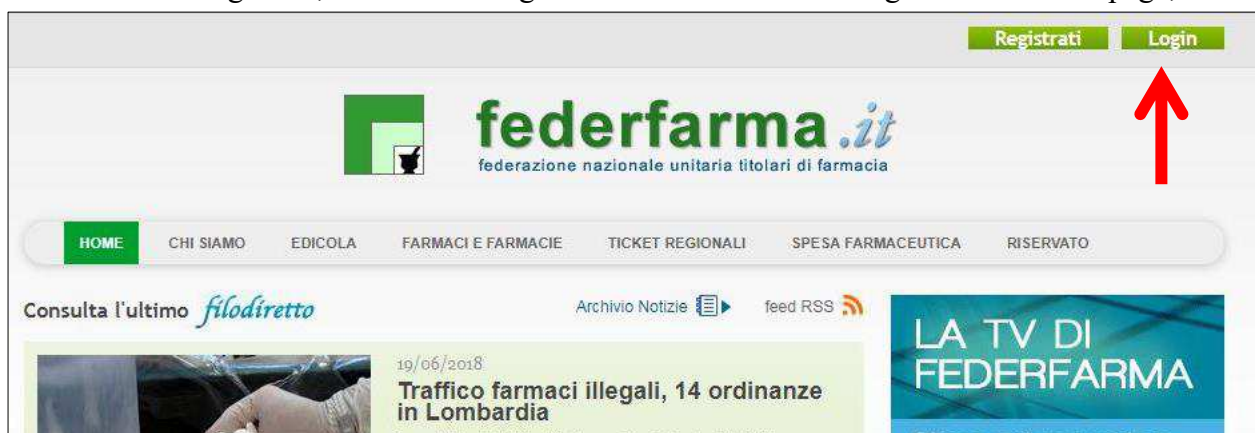 Registrati Login
federfarma.it
federazione nazionale unitaria titolari di farmacia
HOME CHI SIAMO EDICOLA FARMACI E FARMACIE TICKET REGIONALI SPESA FARMACEUTICA RISERVATO
Consulta l'ultimo filodiretto Archivio Notizie feed RSS
LA TV DI
FEDERFARMA
19/06/2018
Traffico farmaci illegali, 14 ordinanze
in Lombardia